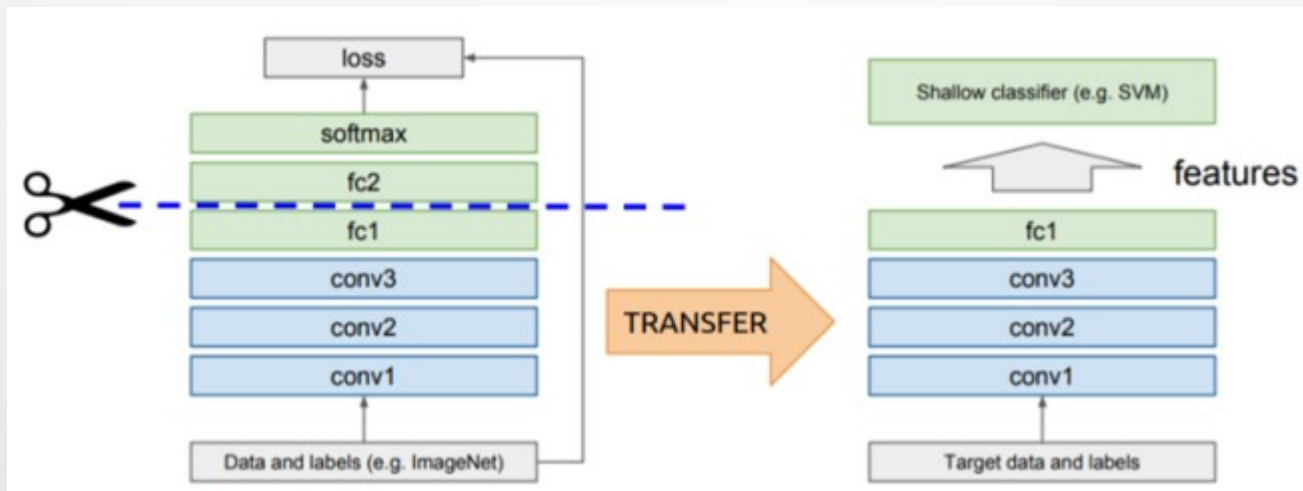 loss
softmax
fc2
fc1
conv3
conv2
conv1
Data and labels (e.g. ImageNet)
TRANSFER
Shallow classifier (e.g. SVM)
features
fc1
conv3
conv2
conv1
Target data and labels